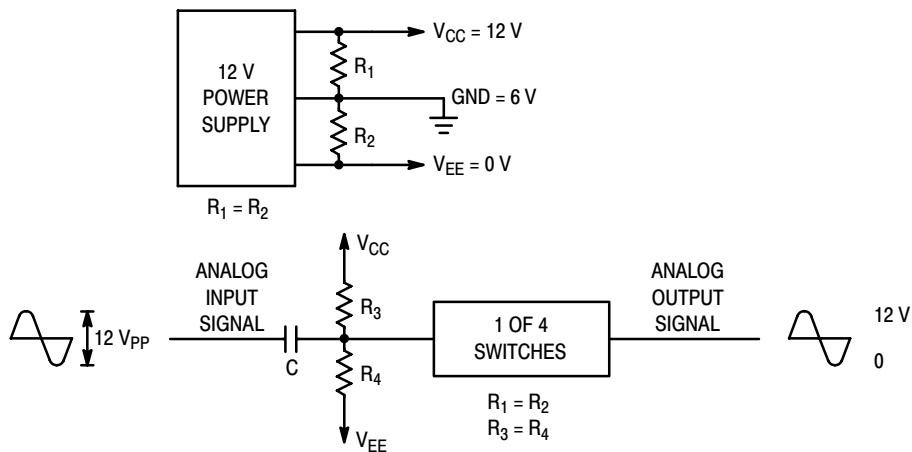 V_CC = 12 V
12 V
POWER
SUPPLY
R_1
GND = 6 V
R_2
V_EE = 0 V
R_1 = R_2
V_CC
ANALOG
INPUT
SIGNAL
ANALOG
OUTPUT
SIGNAL
R_3
12 V_PP
1 OF 4
SWITCHES
12 V
0
C
R_4
R_1 = R_2
R_3 = R_4
V_EE